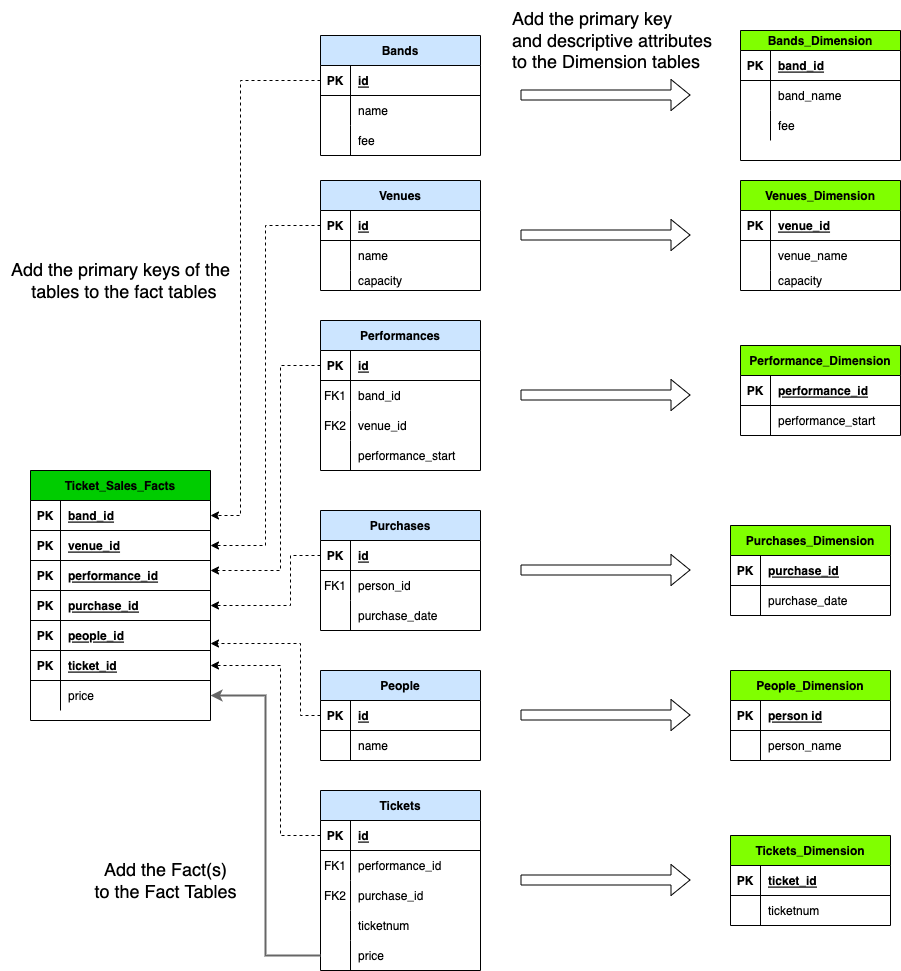 Add the primary key
and descriptive attributes
to the Dimension tables
Bands
PK id
name
fee
Bands_Dimension
PK band_id
band_name
fee
Venues
PK id
name
capacity
Venues_Dimension
PK venue_id
venue_name
capacity
Add the primary keys of the
tables to the fact tables
Performances
PK id
FK1 band_id
FK2 venue_id
performance_start
Performance_Dimension
PK performance_id
performance_start
Ticket_Sales_Facts
PK band_id
PK venue_id
PK performance_id
PK purchase_id
PK people_id
PK ticket_id
price
Purchases
PK id
FK1 person_id
purchase_date
Purchases_Dimension
PK purchase_id
purchase_date
People
PK id
name
People_Dimension
PK person id
person_name
Add the Fact(s)
to the Fact Tables
Tickets
PK id
FK1 performance_id
FK2 purchase_id
ticketnum
price
Tickets_Dimension
PK ticket_id
ticketnum